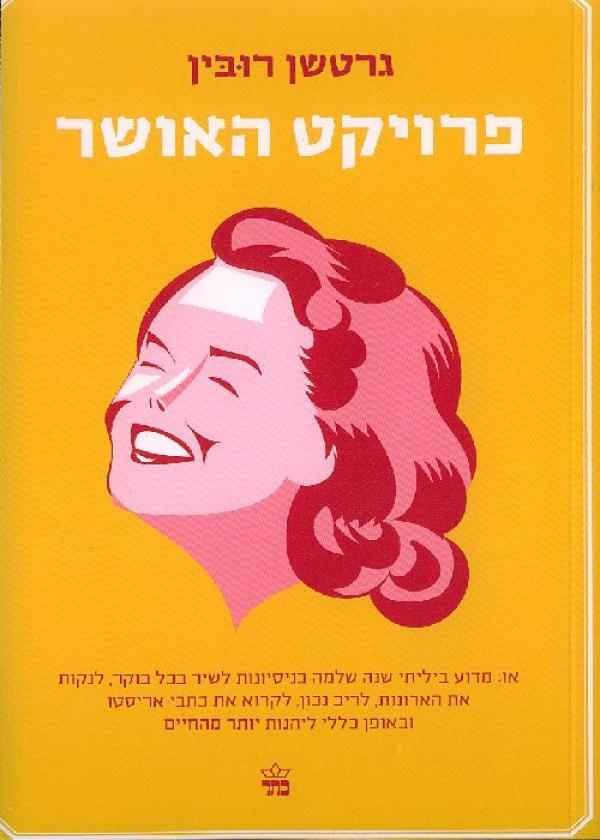 גרטשן רובין
פרויקט האושר
או: מדוע ביליתי שנה שלמה בניסיונות לשיר בכל בוקר, לנקות
את הארונות, לריב נכון, לקרוא את כתבי אריסטו
ובאופן כללי ליהנות יותר מהחיים
כתר